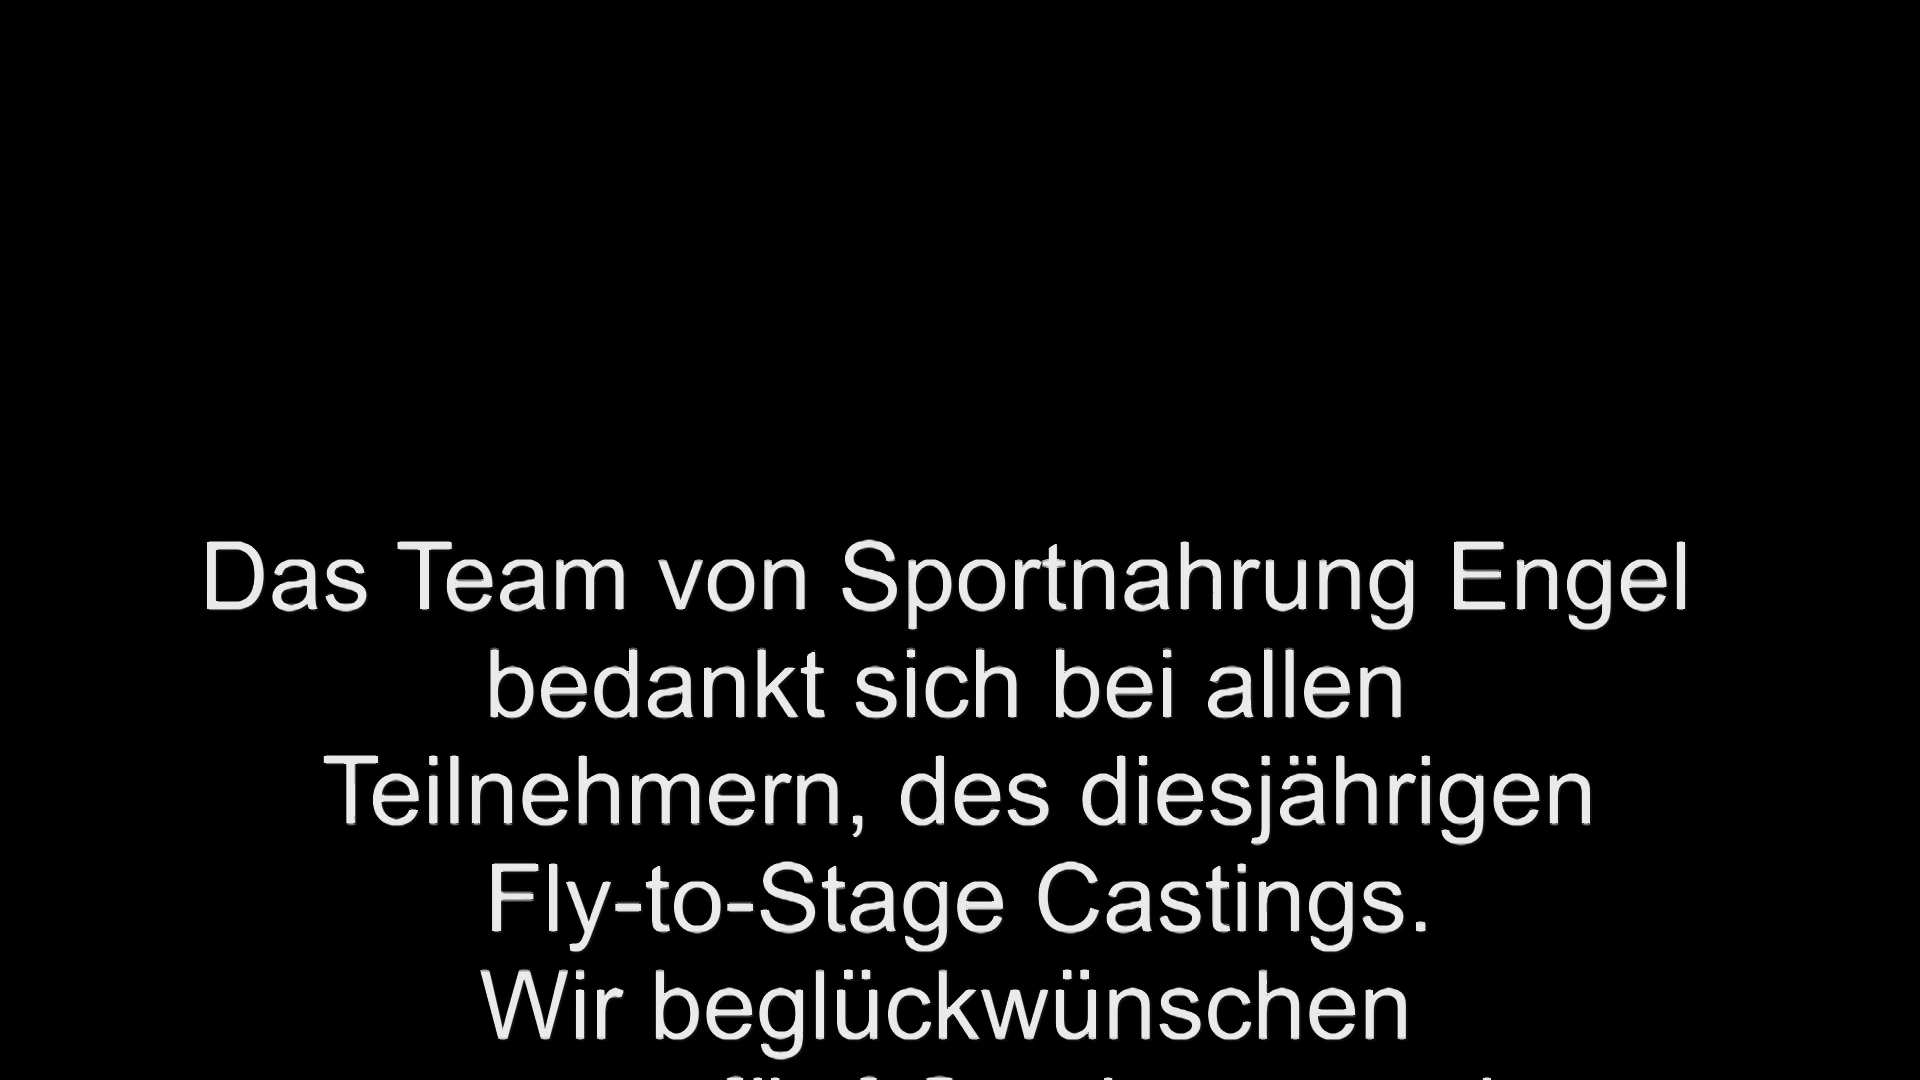 Das Team von Sportnahrung Engel
bedankt sich bei allen
Teilnehmern, des diesjährigen
Fly-to-Stage Castings.
Wir beglückwünschen